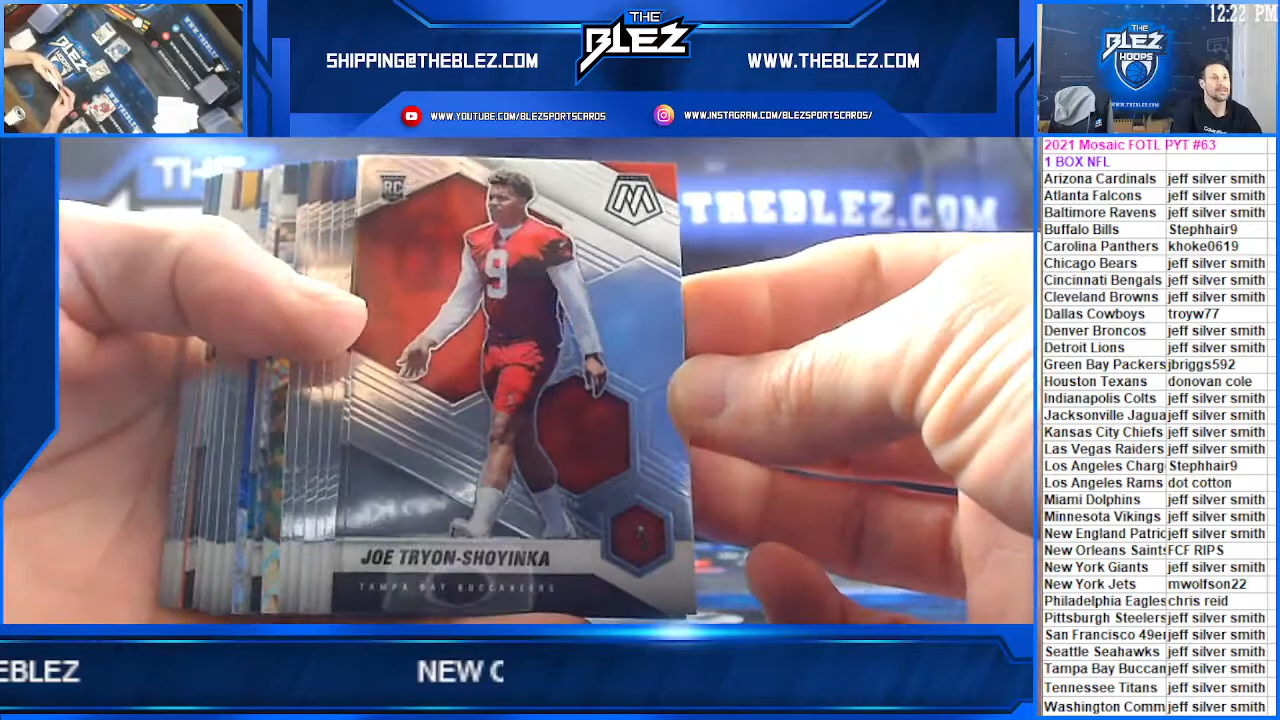 12:22 PM
THE
BLEZ
SHIPPING@THEBLEZ.COM
WWW.THEBLEZ.COM
WWW.YOUTUBE.COM/BLEZSPORTSCARDS
WWW.INSTAGRAM.COM/BLEZSPORTSCARDS/
THE
BLEZ
HOOPS
WWW.THEBLEZ.COM
TH
THEBLEZ.COM
RC
M
9
JOE TRYON-SHOYINKA
TAMPA BAY BUCCANEERS
2021 Mosaic FOTL PYT #63
1 BOX NFL
Arizona Cardinals jeff silver smith
Atlanta Falcons jeff silver smith
Baltimore Ravens jeff silver smith
Buffalo Bills Stephhair9
Carolina Panthers khoke0619
Chicago Bears jeff silver smith
Cincinnati Bengals jeff silver smith
Cleveland Browns jeff silver smith
Dallas Cowboys troyw77
Denver Broncos jeff silver smith
Detroit Lions jeff silver smith
Green Bay Packers jbriggs592
Houston Texans donovan cole
Indianapolis Colts jeff silver smith
Jacksonville Jagua jeff silver smith
Kansas City Chiefs jeff silver smith
Las Vegas Raiders jeff silver smith
Los Angeles Charg Stephhair9
Los Angeles Rams dot cotton
Miami Dolphins jeff silver smith
Minnesota Vikings jeff silver smith
New England Patric jeff silver smith
New Orleans Saints FCF RIPS
New York Giants jeff silver smith
New York Jets mwolfson22
Philadelphia Eagles chris reid
Pittsburgh Steelers jeff silver smith
San Francisco 49er jeff silver smith
Seattle Seahawks jeff silver smith
Tampa Bay Buccan jeff silver smith
Tennessee Titans jeff silver smith
Washington Comm jeff silver smith
EBLEZ
NEW C